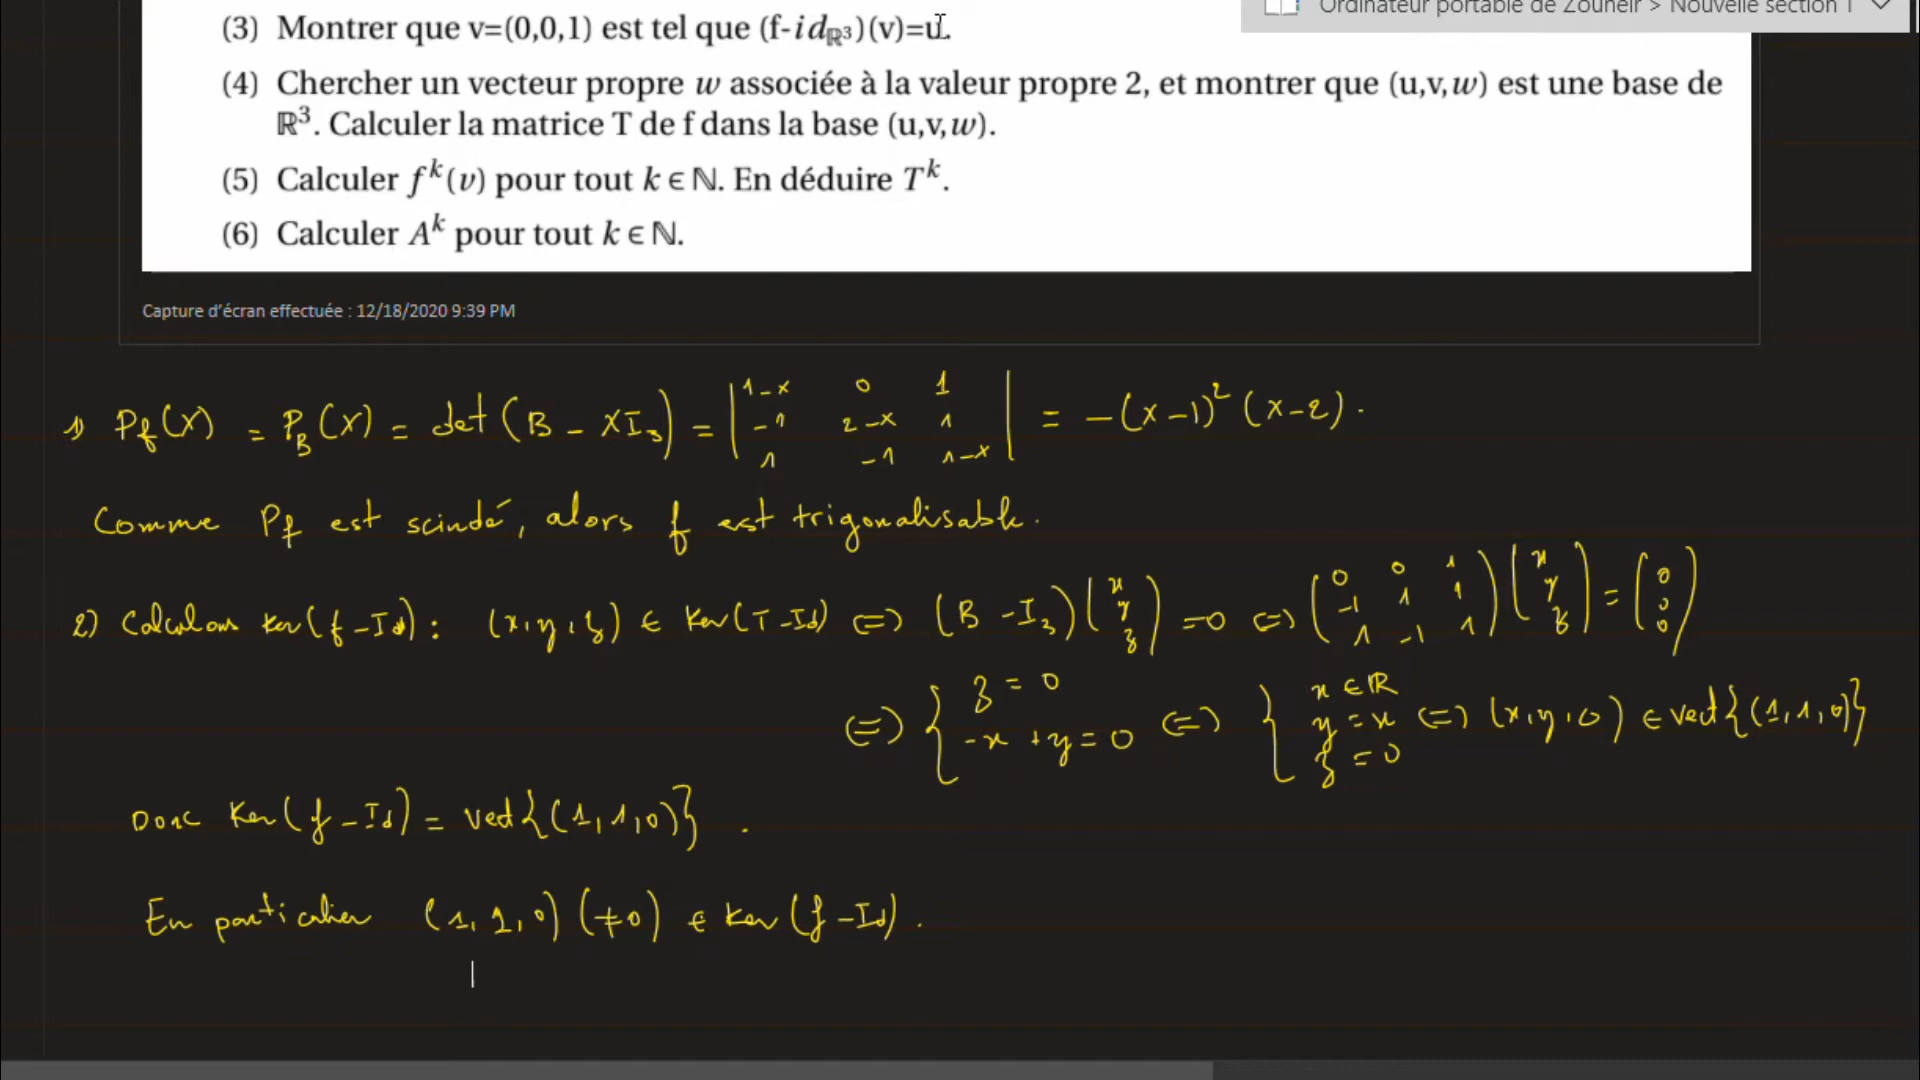 Ordinateur portable de Zouheir > Nouvelle section 1
(3) Montrer que v=(0,0,1) est tel que (f-id_ℝ³)(v)=u.
(4) Chercher un vecteur propre w associée à la valeur propre 2, et montrer que (u,v,w) est une base de
ℝ³. Calculer la matrice T de f dans la base (u,v,w).
(5) Calculer f^k(v) pour tout k ∈ ℕ. En déduire T^k.
(6) Calculer A^k pour tout k ∈ ℕ.
Capture d'écran effectuée : 12/18/2020 9:39 PM
1) Pf(X) = P_B(X) = det(B - XI₃) = |1-x 0 1 ; -1 2-x 1 ; 1 -1 1-x| = -(x-1)²(x-2).
Comme Pf est scindé, alors f est trigonalisable.
2) Calculons Ker(f-Id) : (x,y,z) ∈ Ker(T-Id) ⇔ (B - I₃)(x y z) = 0 ⇔ (0 0 1 ; -1 1 1 ; 1 -1 1)(x y z) = (0 0 0)
⇔ { z = 0 ; -x + y = 0 ⇔ { x ∈ ℝ ; y = x ; z = 0 ⇔ (x,y,0) ∈ vect{(1,1,0)}
Donc Ker(f-Id) = vect{(1,1,0)} .
En particulier (1,1,0) (≠0) ∈ Ker(f-Id).